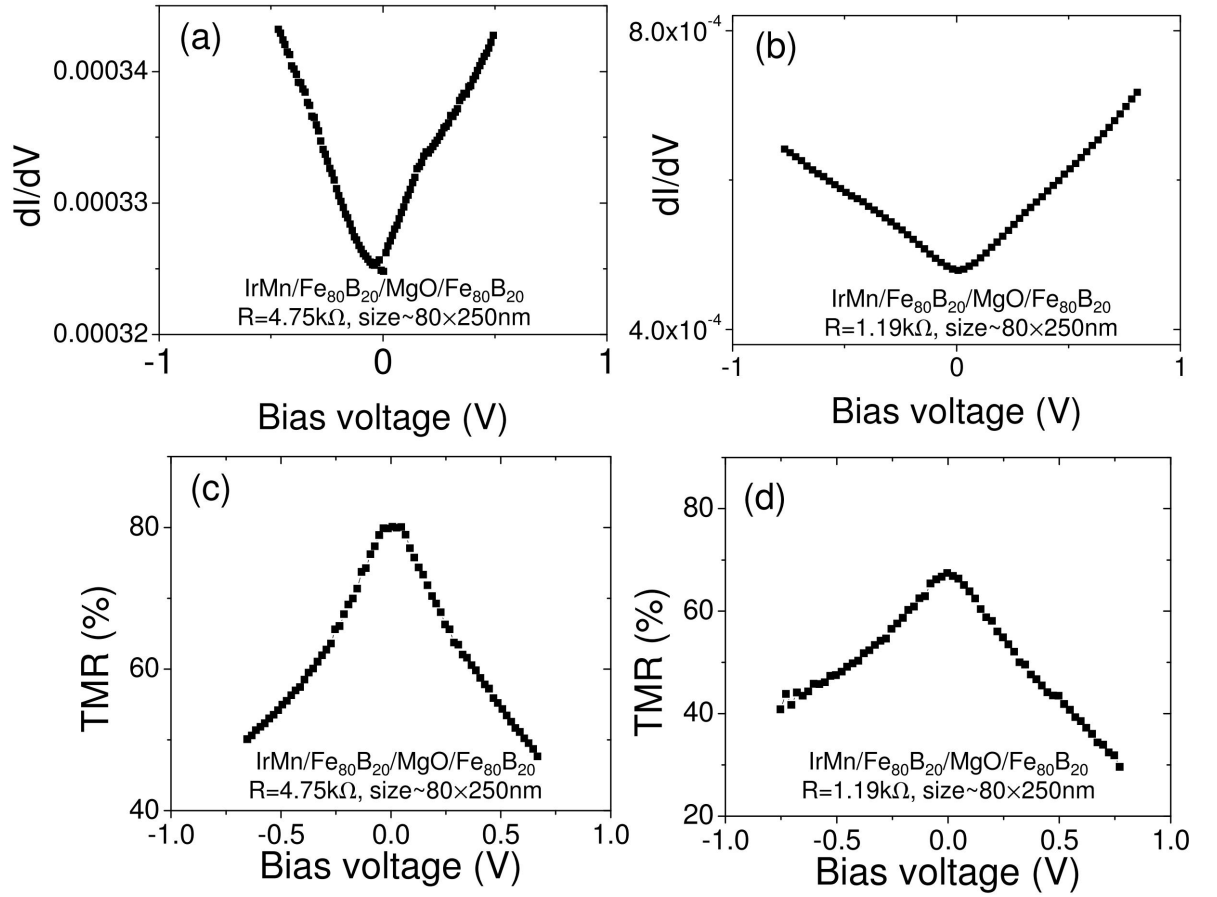 (a)
0.00034
0.00033
0.00032
-1
0
1
dI/dV
Bias voltage (V)
IrMn/Fe₈₀B₂₀/MgO/Fe₈₀B₂₀
R=4.75kΩ, size~80×250nm
(b)
8.0x10⁻⁴
4.0x10⁻⁴
-1
0
1
dI/dV
Bias voltage (V)
IrMn/Fe₈₀B₂₀/MgO/Fe₈₀B₂₀
R=1.19kΩ, size~80×250nm
(c)
80
60
40
-1.0
-0.5
0.0
0.5
1.0
TMR (%)
Bias voltage (V)
IrMn/Fe₈₀B₂₀/MgO/Fe₈₀B₂₀
R=4.75kΩ, size~80×250nm
(d)
80
60
40
20
-1.0
-0.5
0.0
0.5
1.0
TMR (%)
Bias voltage (V)
IrMn/Fe₈₀B₂₀/MgO/Fe₈₀B₂₀
R=1.19kΩ, size~80×250nm